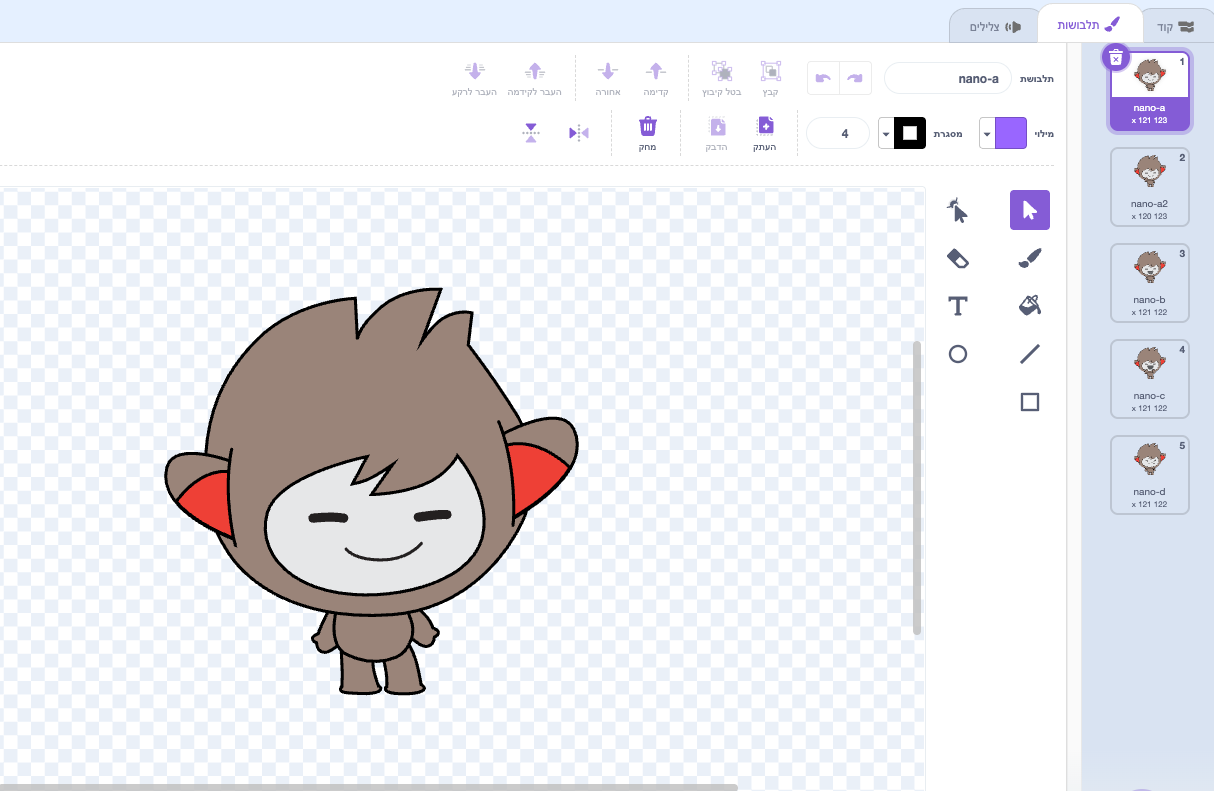 קוד
תלבושות
צלילים
תלבושת
nano-a
קבץ
בטל קיבוץ
קדימה
אחורה
העבר לקידמה
העבר לרקע
מילוי
מסגרת
4
העתק
הדבק
מחק
1
nano-a
121 x 123
2
nano-a2
120 x 123
3
nano-b
121 x 122
4
nano-c
121 x 122
5
nano-d
121 x 122